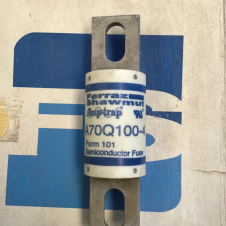 Ferraz
Shawmut
Amp-trap
A70Q100-4
Form 101
Semiconductor Fuse